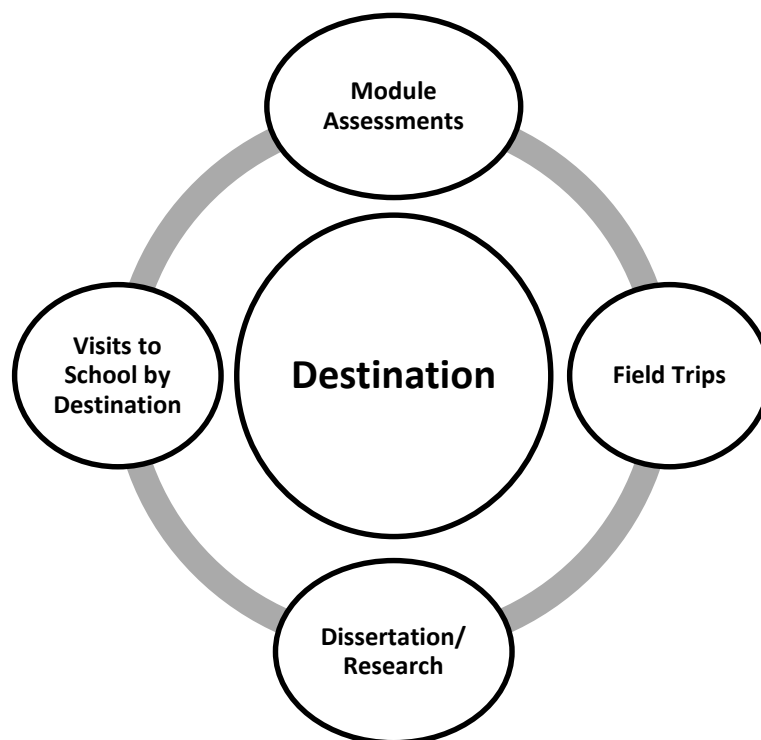 Module
Assessments
Visits to
School by
Destination
Destination
Field Trips
Dissertation/
Research